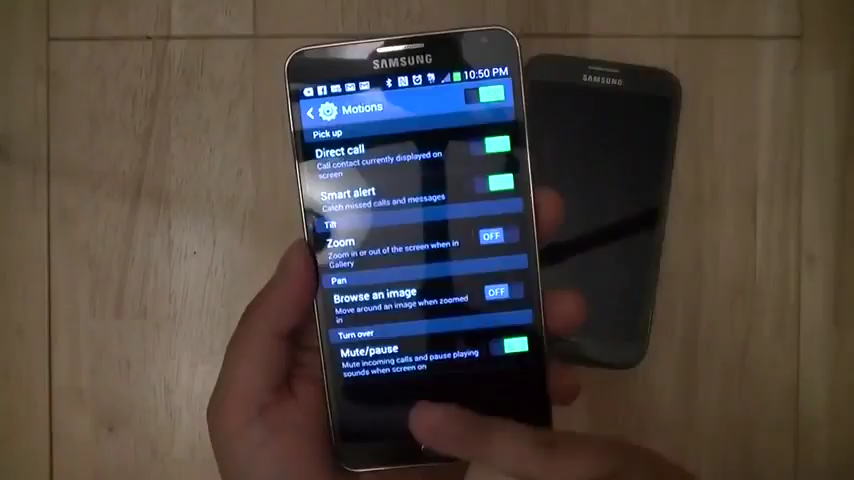 SAMSUNG
10:50 PM
Motions
Pick up
Direct call
Call contact currently displayed on
screen
Smart alert
Catch missed calls and messages
Tilt
Zoom
OFF
Zoom in or out of the screen when in
Gallery
Pan
Browse an image
OFF
Move around an image when zoomed
in
Turn over
Mute/pause
Mute incoming calls and pause playing
sounds when screen on
SAMSUNG